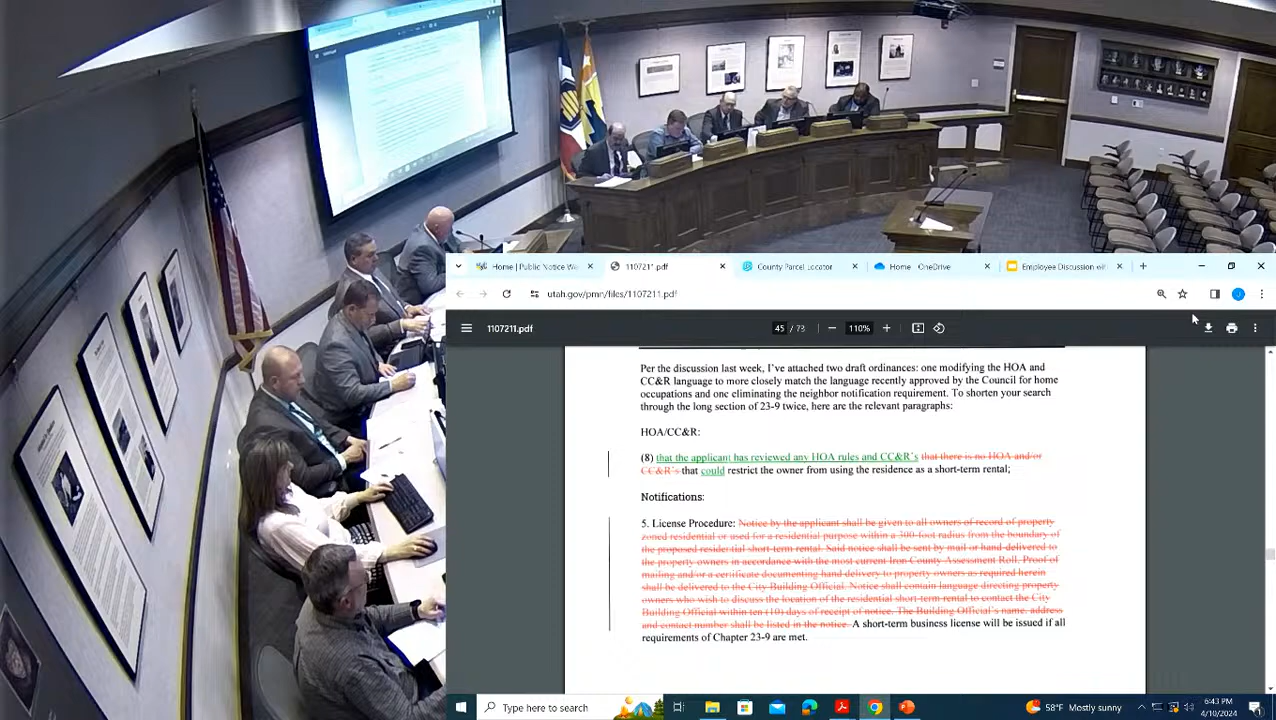 Home | Public Notice We
1107211.pdf
County Parcel Locator
Home - OneDrive
Employee Discussion wit
utah.gov/pmn/files/1107211.pdf
1107211.pdf
45 / 73
110%
Per the discussion last week, I've attached two draft ordinances: one modifying the HOA and
CC&R language to more closely match the language recently approved by the Council for home
occupations and one eliminating the neighbor notification requirement. To shorten your search
through the long section of 23-9 twice, here are the relevant paragraphs:
HOA/CC&R:
(8) that the applicant has reviewed any HOA rules and CC&R's that there is no HOA and/or
CC&R's that could restrict the owner from using the residence as a short-term rental;
Notifications:
5. License Procedure: Notice by the applicant shall be given to all owners of record of property
zoned residential or used for a residential purpose within a 300-foot radius from the boundary of
the proposed residential short-term rental. Said notice shall be sent by mail or hand delivered to
the property owners in accordance with the most current Iron County Assessment Roll. Proof of
mailing and/or a certificate documenting hand delivery to property owners as required herein
shall be delivered to the City Building Official. Notice shall contain language directing property
owners who wish to discuss the location of the residential short-term rental to contact the City
Building Official within ten (10) days of receipt of notice. The Building Official's name, address
and contact number shall be listed in the notice. A short-term business license will be issued if all
requirements of Chapter 23-9 are met.
Type here to search
58°F Mostly sunny
6:43 PM
4/10/2024